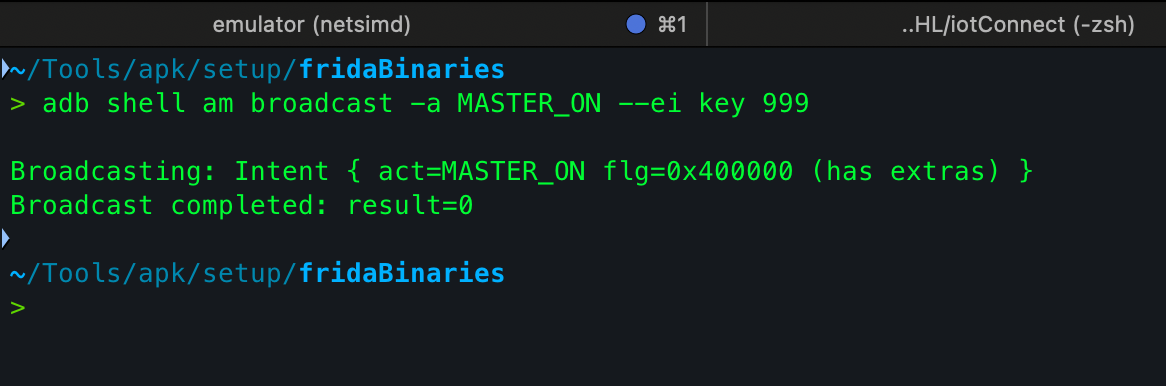 emulator (netsimd)
⌘1
..HL/iotConnect (-zsh)
~/Tools/apk/setup/fridaBinaries
> adb shell am broadcast -a MASTER_ON --ei key 999
Broadcasting: Intent { act=MASTER_ON flg=0x400000 (has extras) }
Broadcast completed: result=0
~/Tools/apk/setup/fridaBinaries
>